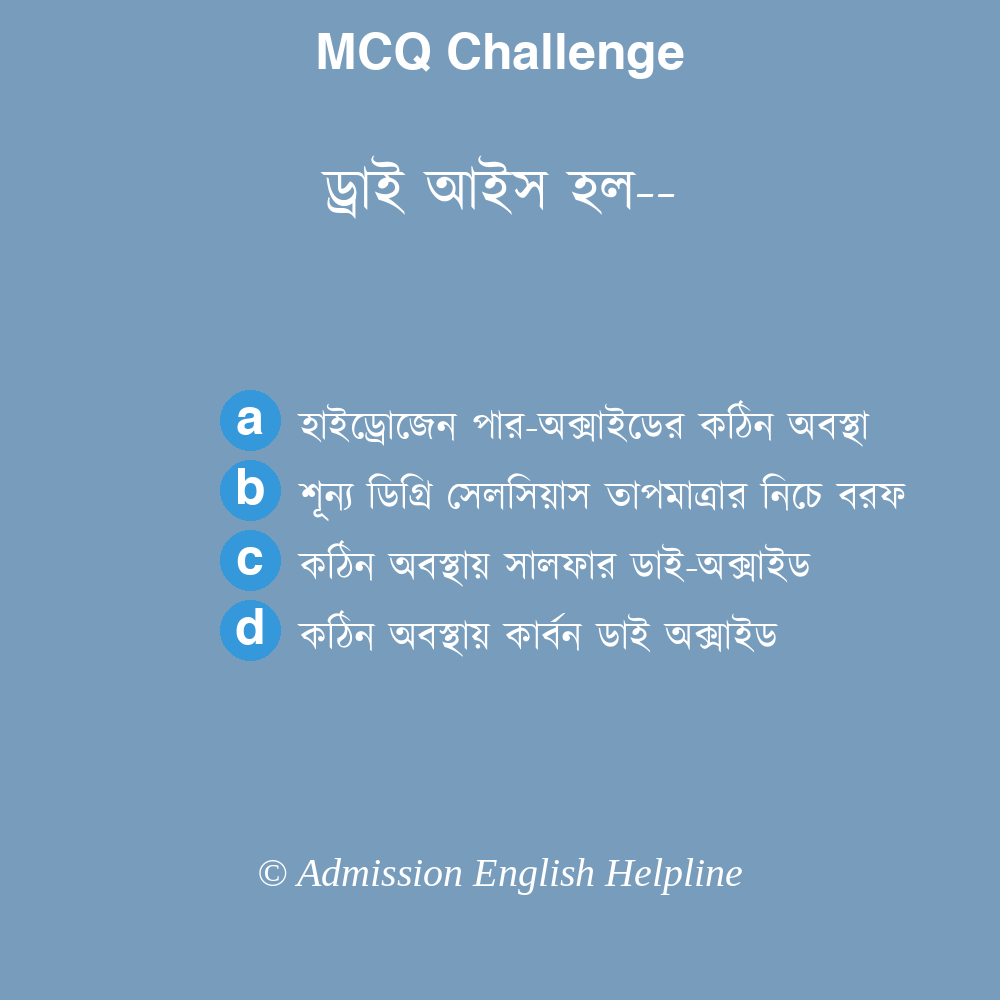 MCQ Challenge
ড্রাই আইস হল--
a হাইড্রোজেন পার-অক্সাইডের কঠিন অবস্থা
b শূন্য ডিগ্রি সেলসিয়াস তাপমাত্রার নিচে বরফ
c কঠিন অবস্থায় সালফার ডাই-অক্সাইড
d কঠিন অবস্থায় কার্বন ডাই অক্সাইড
© Admission English Helpline